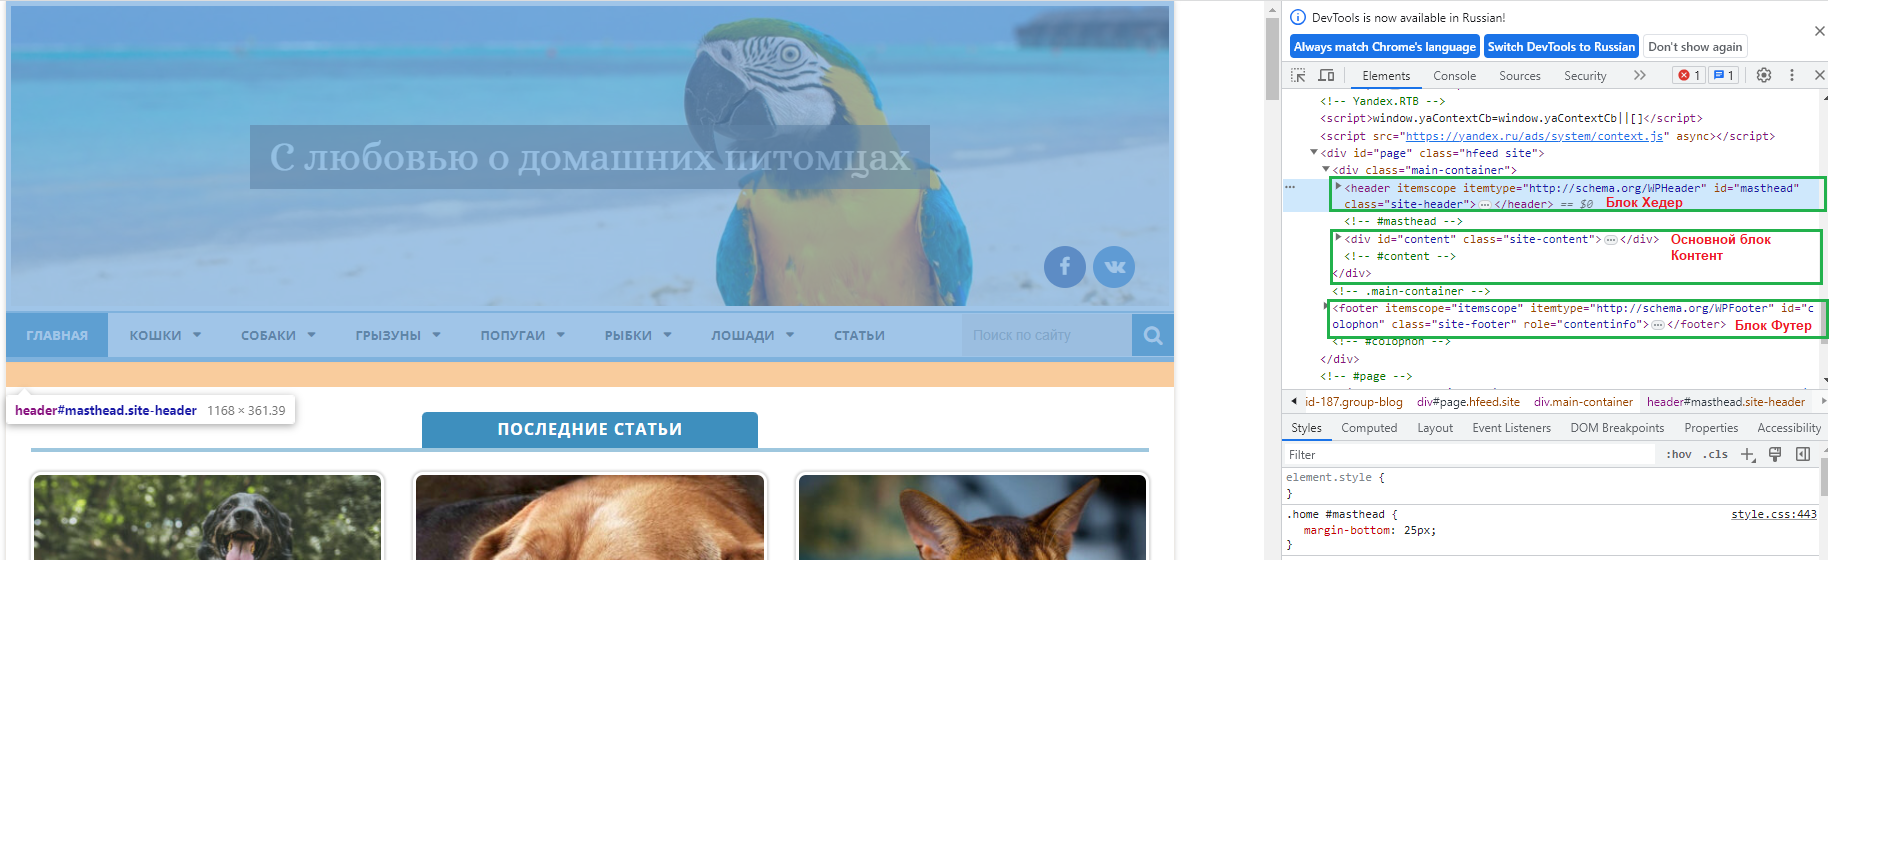 С любовью о домашних питомцах
f
ГЛАВНАЯ КОШКИ СОБАКИ ГРЫЗУНЫ ПОПУГАИ РЫБКИ ЛОШАДИ СТАТЬИ Поиск по сайту
header#masthead.site-header 1168 × 361.39
ПОСЛЕДНИЕ СТАТЬИ
DevTools is now available in Russian!
Always match Chrome's language Switch DevTools to Russian Don't show again
Elements Console Sources Security 1 1
<!-- Yandex.RTB -->
<script>window.yaContextCb=window.yaContextCb||[]</script>
<script src="https://yandex.ru/ads/system/context.js" async></script>
<div id="page" class="hfeed site">
<div class="main-container">
<header itemscope itemtype="http://schema.org/WPHeader" id="masthead"
class="site-header">…</header> == $0 Блок Хедер
<!-- #masthead -->
<div id="content" class="site-content">…</div> Основной блок
<!-- #content --> Контент
</div>
<!-- .main-container -->
<footer itemscope="itemscope" itemtype="http://schema.org/WPFooter" id="c
olophon" class="site-footer" role="contentinfo">…</footer> Блок Футер
<!-- #colophon -->
</div>
<!-- #page -->
id-187.group-blog div#page.hfeed.site div.main-container header#masthead.site-header
Styles Computed Layout Event Listeners DOM Breakpoints Properties Accessibility
Filter :hov .cls
element.style {
}
.home #masthead { style.css:443
margin-bottom: 25px;
}